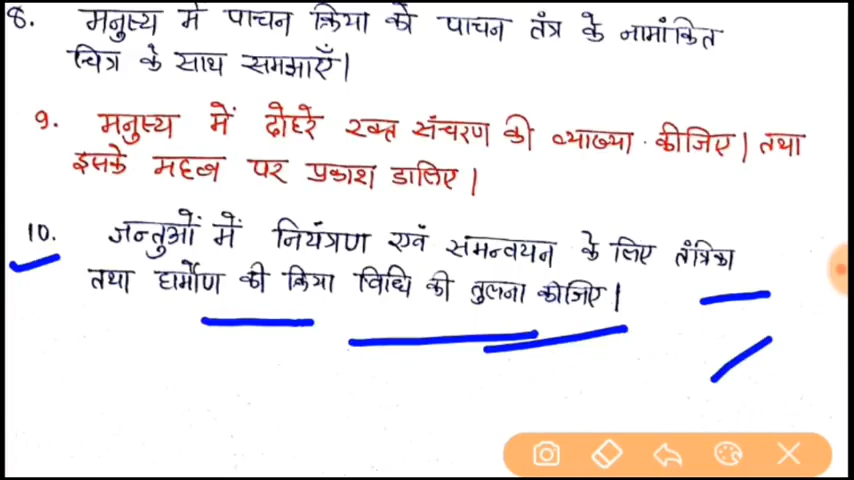 8. मनुष्य में पाचन क्रिया को पाचन तंत्र के नामांकित
चित्र के साथ समझाएँ।
9. मनुष्य में दोहरे रक्त संचरण की व्याख्या कीजिए। तथा
इसके महत्व पर प्रकाश डालिए।
10. जन्तुओं में नियंत्रण एवं समन्वयन के लिए तंत्रिका
तथा हार्मोण की क्रिया विधि की तुलना कीजिए।